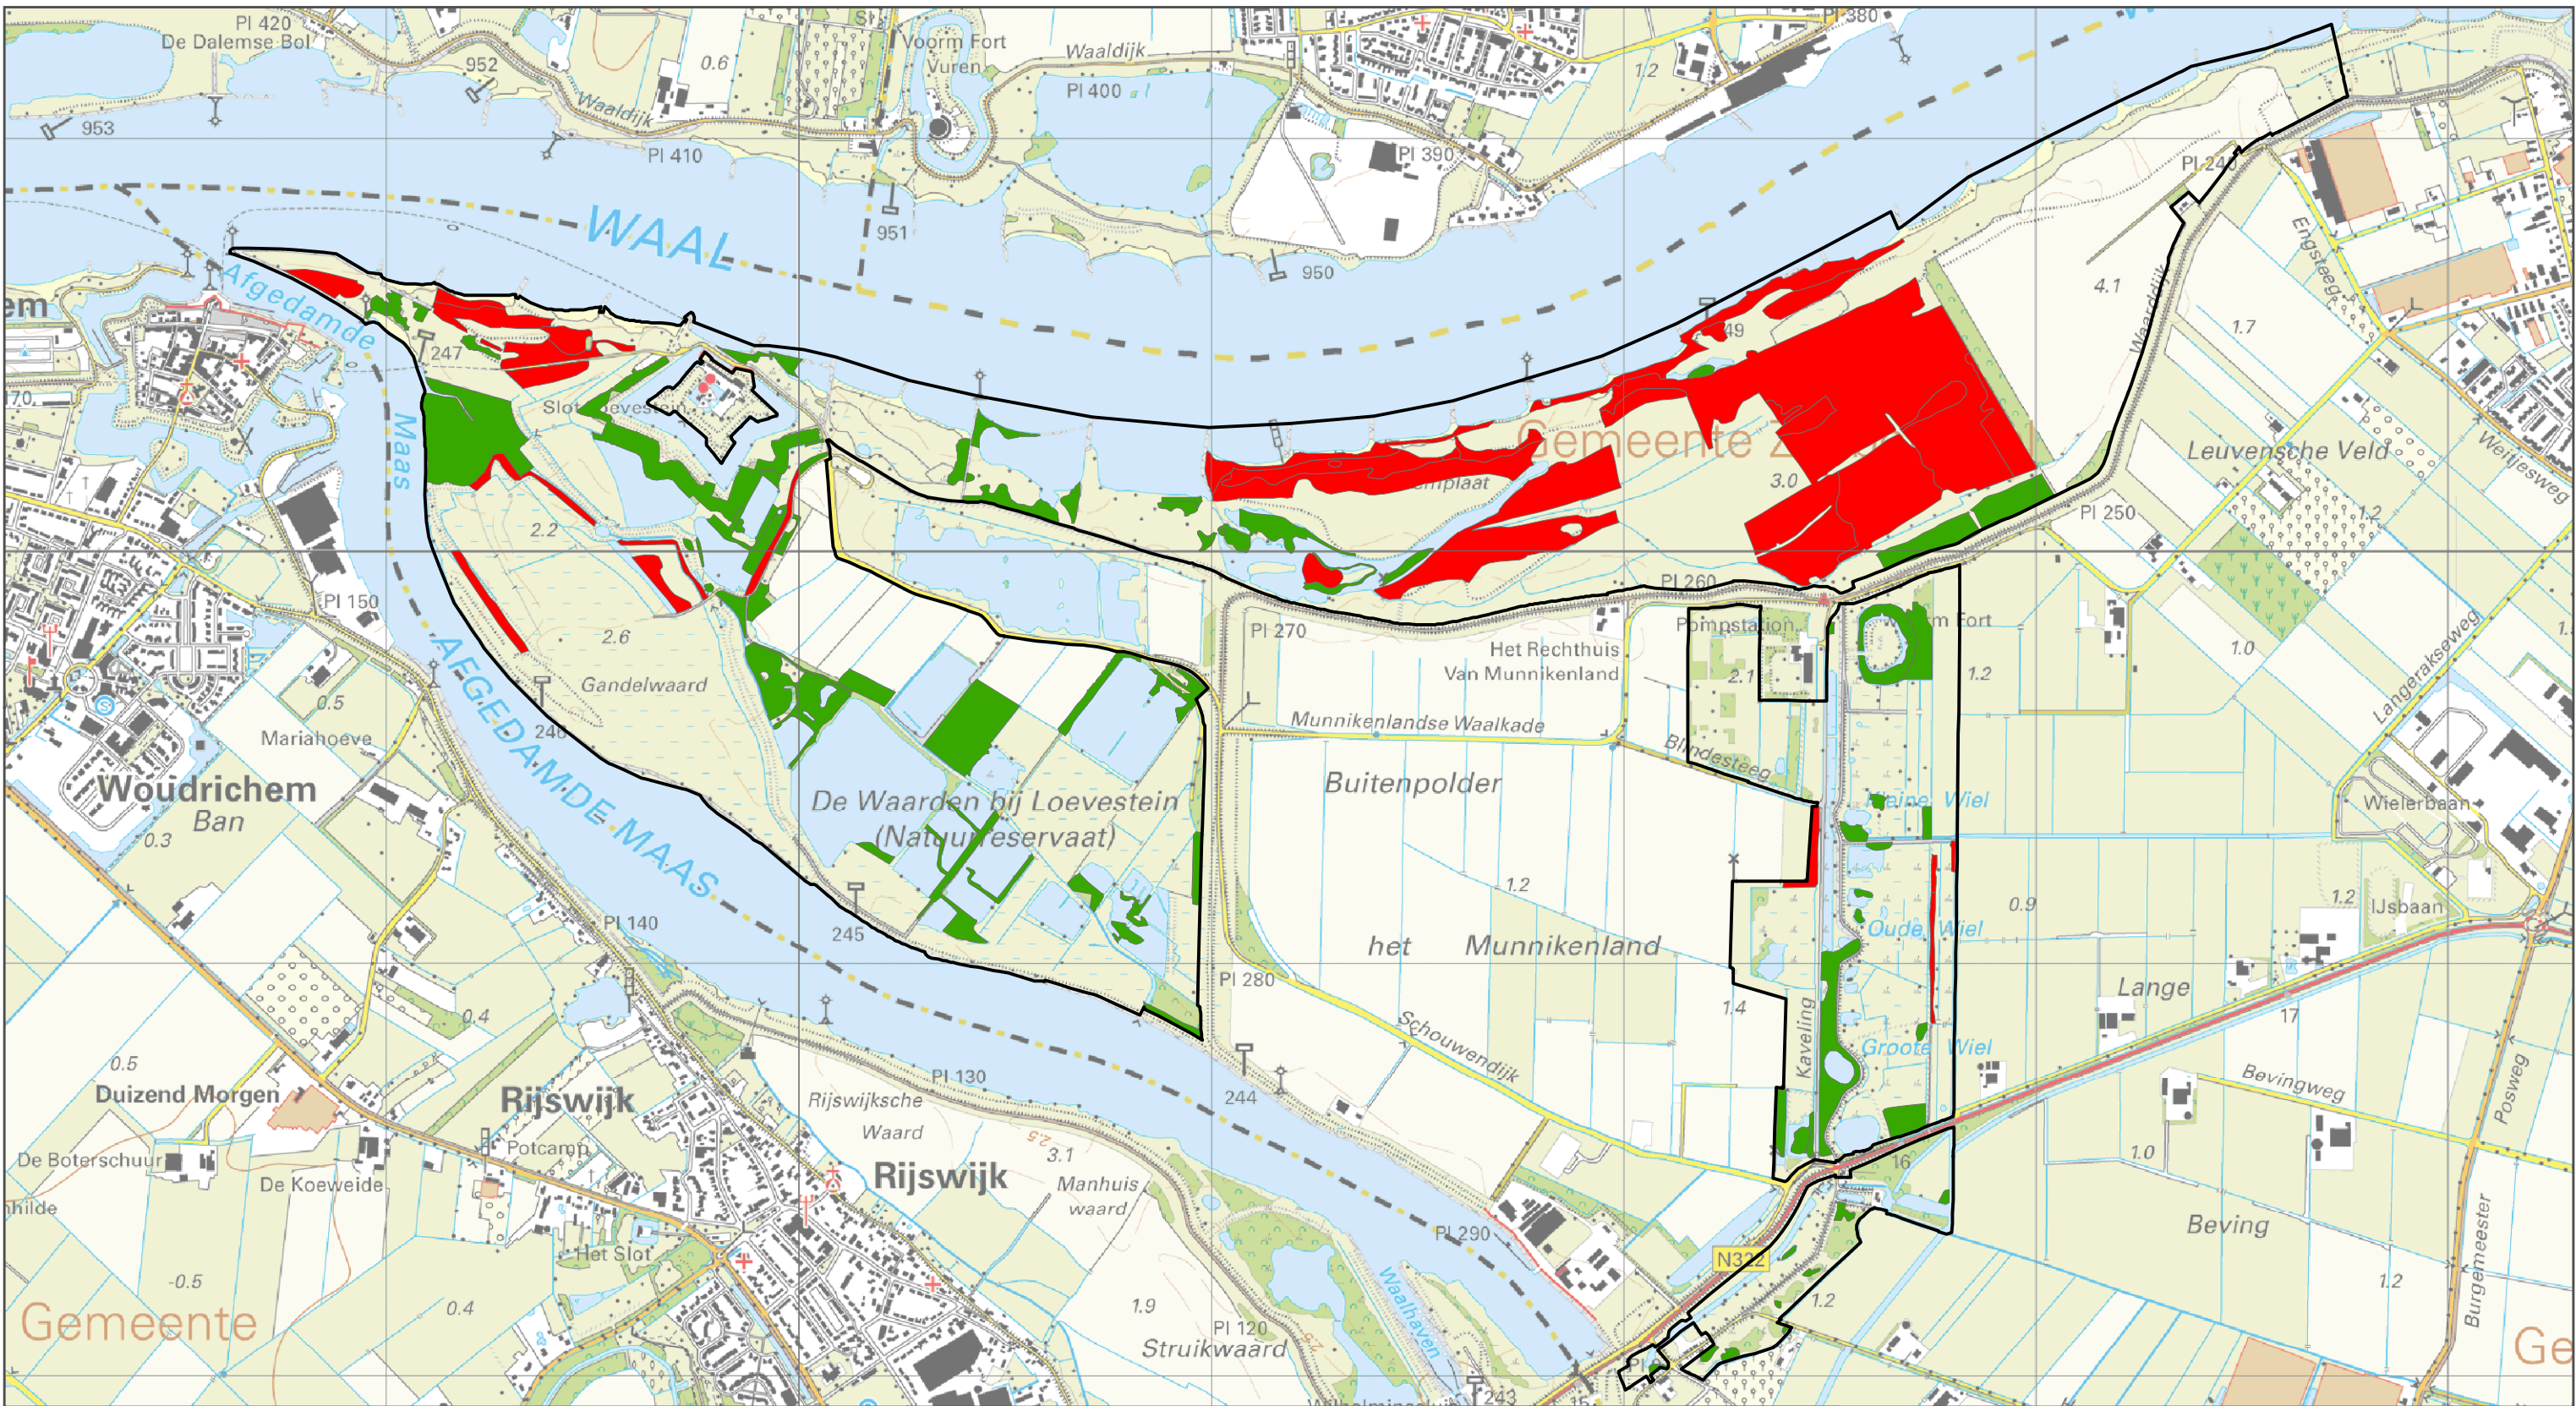 Pl 420
De Dalemse Bol
952
953
Waaldijk
0.6
Pl 410
Voorm Fort
Vuren
Waaldijk
Pl 400
951
Pl 390
950
1.2
Pl 380
WAAL
Afgedamde
Maas
247
Pl 240
Engsteeg
4.1
Waarddijk
1.7
Leuvensche Veld
Weitjesweg
1.2
Pl 250
Gemeente
3.0
2.2
2.6
Gandelwaard
246
Pl 150
0.5
Mariahoeve
Woudrichem
Ban
0.3
AFGEDAMDE MAAS
Pl 260
Pl 270
Het Rechthuis
Van Munnikenland
Pompstation
2.1
Munnikenlandse Waalkade
Blindesteeg
Fort
1.2
1.0
Langerakseweg
Buitenpolder
De Waarden bij Loevestein
(Natuurreservaat)
Wiel
Wielerbaan
1.2
IJsbaan
1.2
0.9
245
Pl 140
Oude Wiel
het Munnikenland
Pl 280
1.4
Kaveling
Schouwendijk
Groote Wiel
Lange
17
0.4
0.5
Duizend Morgen
Rijswijk
Pl 130
Rijswijksche
Waard
244
Bevingweg
Posweg
Potcamp
De Boterschuur
De Koeweide
2.5
3.1
Rijswijk
Manhuis
waard
16
1.0
Beving
Het Slot
Pl 290
N322
-0.5
0.4
1.2
1.2
Burgemeester
Gemeente
1.9
Pl 120
Struikwaard
Waalhaven
243
Ge